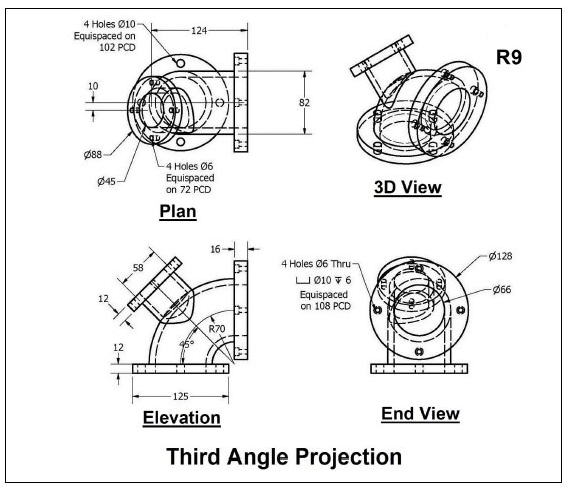 4 Holes Ø10
Equispaced on
102 PCD
124
R9
10
82
Ø88
Ø45
4 Holes Ø6
Equispaced
on 72 PCD
Plan
3D View
16
58
12
4 Holes Ø6 Thru
⌴ Ø10 ↧ 6
Equispaced
on 108 PCD
Ø128
Ø66
R70
45°
12
125
Elevation
End View
Third Angle Projection